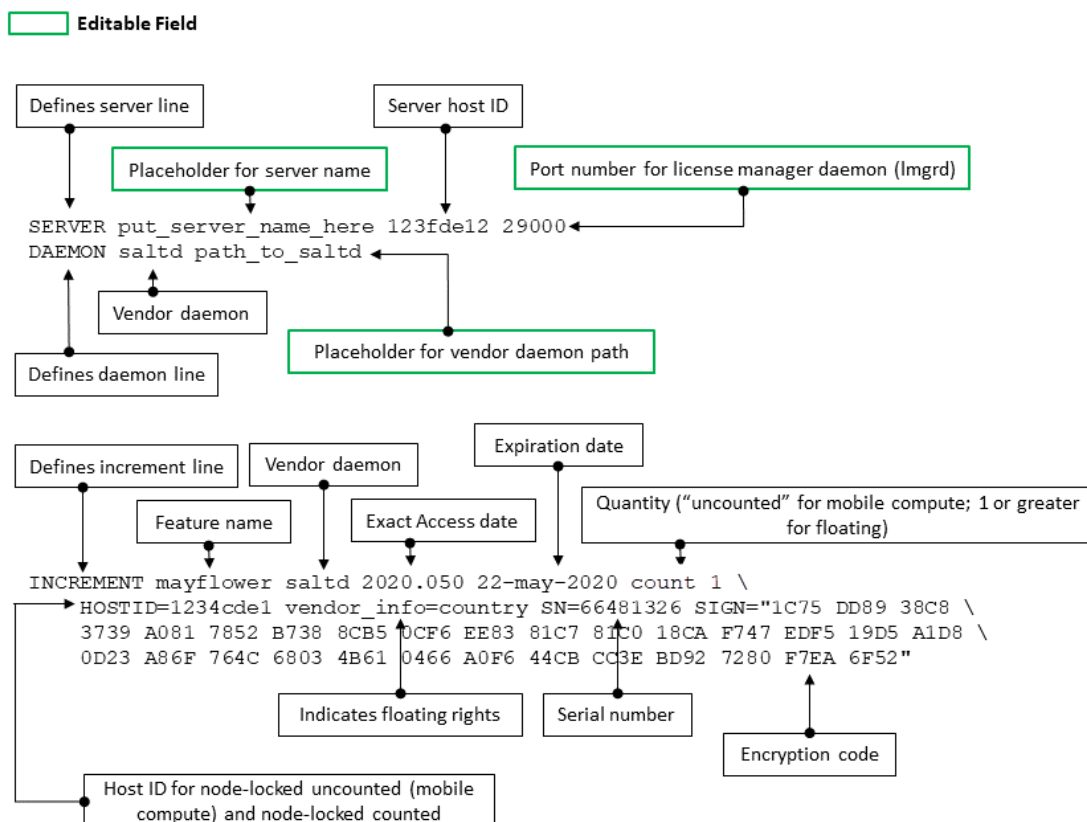 Editable Field
Defines server line
Server host ID
Placeholder for server name
Port number for license manager daemon (lmgrd)
SERVER put_server_name_here 123fde12 29000
DAEMON saltd path_to_saltd
Vendor daemon
Placeholder for vendor daemon path
Defines daemon line
Expiration date
Defines increment line
Vendor daemon
Quantity (“uncounted” for mobile compute; 1 or greater
for floating)
Feature name
Exact Access date
INCREMENT mayflower saltd 2020.050 22-may-2020 count 1 \
HOSTID=1234cde1 vendor_info=country SN=66481326 SIGN="1C75 DD89 38C8 \
3739 A081 7852 B738 8CB5 0CF6 EE83 81C7 81C0 18CA F747 EDF5 19D5 A1D8 \
0D23 A86F 764C 6803 4B61 0466 A0F6 44CB CC3E BD92 7280 F7EA 6F52"
Indicates floating rights
Serial number
Encryption code
Host ID for node-locked uncounted (mobile
compute) and node-locked counted